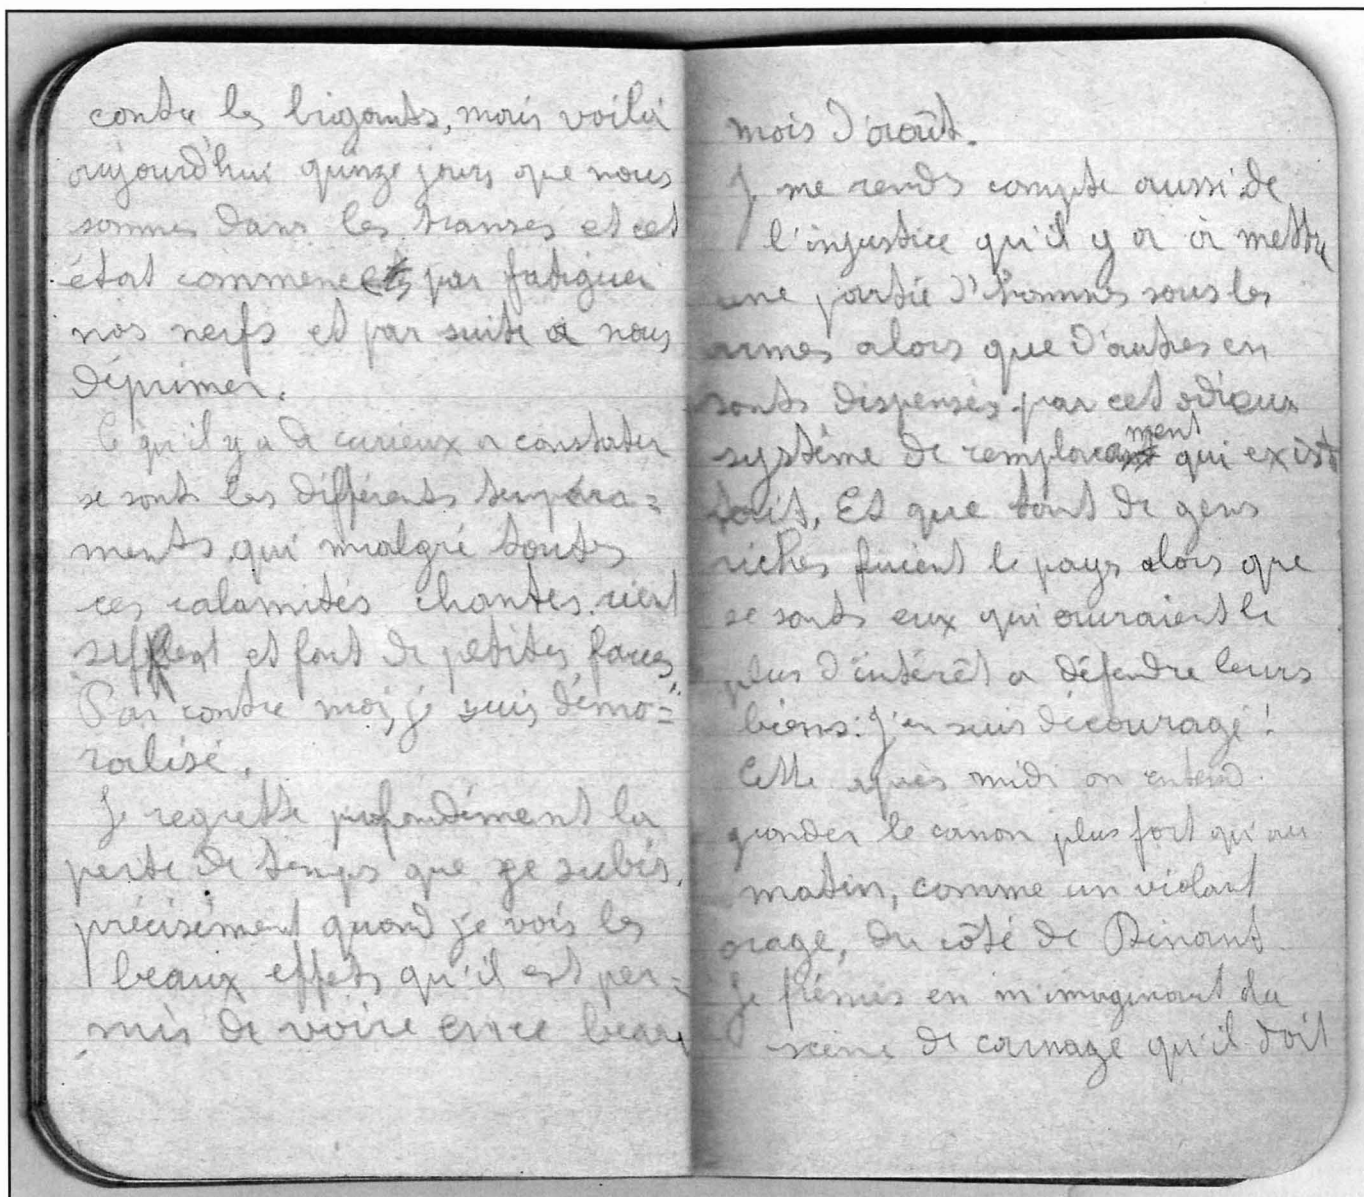 contre les brigants, mais voilà
aujourd'hui quinze jours que nous
sommes dans les transes et cet
état commence par fatiguer
nos nerfs et par suite a nous
déprimer.
Ce qu'il y a de curieux a constater
se sont les différents tempéra=
ments qui malgré toutes
ces calamités chantes. rient
sifflent et font de petites farces,
Par contre moi, je suis démo=
ralisé.
Je regrette profondément la
perte de temps que je subis,
précisément quand je vois les
beaux effets qu'il est per=
mis de voire en ce beau
mois d'août.
Je me rends compte aussi de
l'injustice qu'il y a à mettre
une partie d'hommes sous les
armes alors que d'autres en
sonts dispensés par cet odieux
système de remplacement qui existe
Et que tant de gens
riches fuient le pays alors que
se sonts eux qui auraient le
plus d'intérêt a défendre leurs
biens. J'en suis découragé!
Cette après midi on entend
gronder le canon plus fort qu'au
matin, comme un violant
orage, du côté de Dinant.
Je frémis en m'imaginant la
scène de carnage qu'il doit